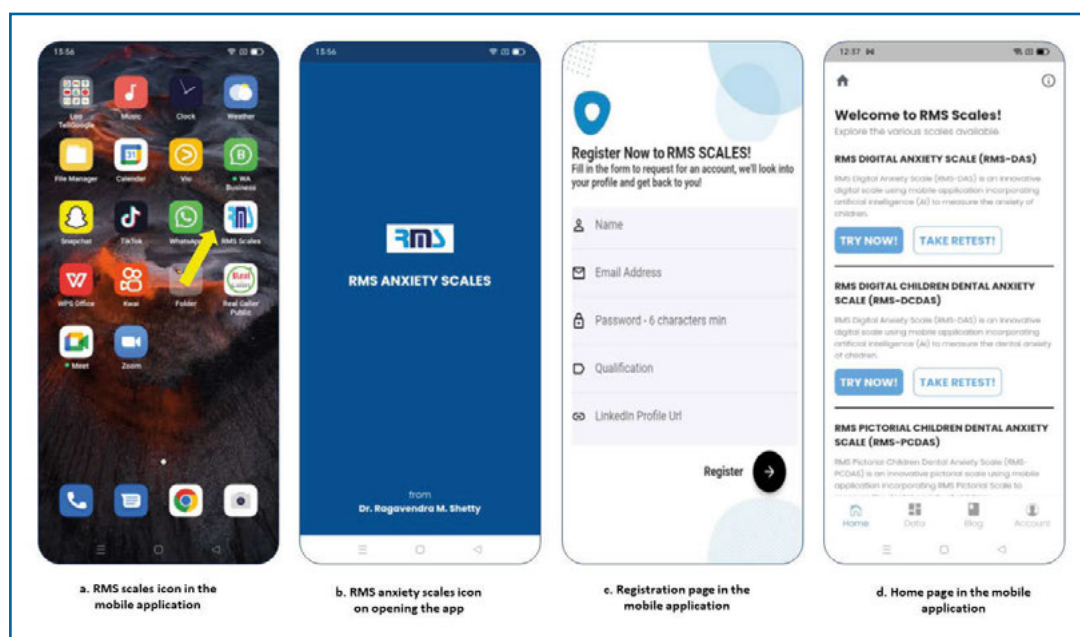 13:56
Lea TellGoogle
Music
Clock
Weather
File Manager
31
Calendar
Vio
WA Business
Snapchat
TikTok
WhatsApp
RMS
RMS Scales
WPS Office
Kwai
Folder
Real Caller
Real Caller Public
Meet
Zoom
a. RMS scales icon in the
mobile application
13:56
RMS
RMS ANXIETY SCALES
from
Dr. Ragavendra M. Shetty
b. RMS anxiety scales icon
on opening the app
Register Now to RMS SCALES!
Fill in the form to request for an account, we'll look into
your profile and get back to you!
Name
Email Address
Password - 6 characters min
Qualification
LinkedIn Profile Url
Register
c. Registration page in the
mobile application
12:37
Welcome to RMS Scales!
Explore the various scales available
RMS DIGITAL ANXIETY SCALE (RMS-DAS)
RMS Digital Anxiety Scale (RMS-DAS) is an innovative
digital scale using mobile application incorporating
artificial intelligence (AI) to measure the anxiety of
children.
TRY NOW!
TAKE RETEST!
RMS DIGITAL CHILDREN DENTAL ANXIETY
SCALE (RMS-DCDAS)
RMS Digital Anxiety Scale (RMS-DAS) is an innovative
digital scale using mobile application incorporating
artificial intelligence (AI) to measure the dental anxiety
of children.
TRY NOW!
TAKE RETEST!
RMS PICTORIAL CHILDREN DENTAL ANXIETY
SCALE (RMS-PCDAS)
RMS Pictorial Children Dental Anxiety Scale (RMS-
PCDAS) is an innovative pictorial scale using mobile
application incorporating RMS Pictorial Scale to
Home
Data
Blog
Account
d. Home page in the mobile
application